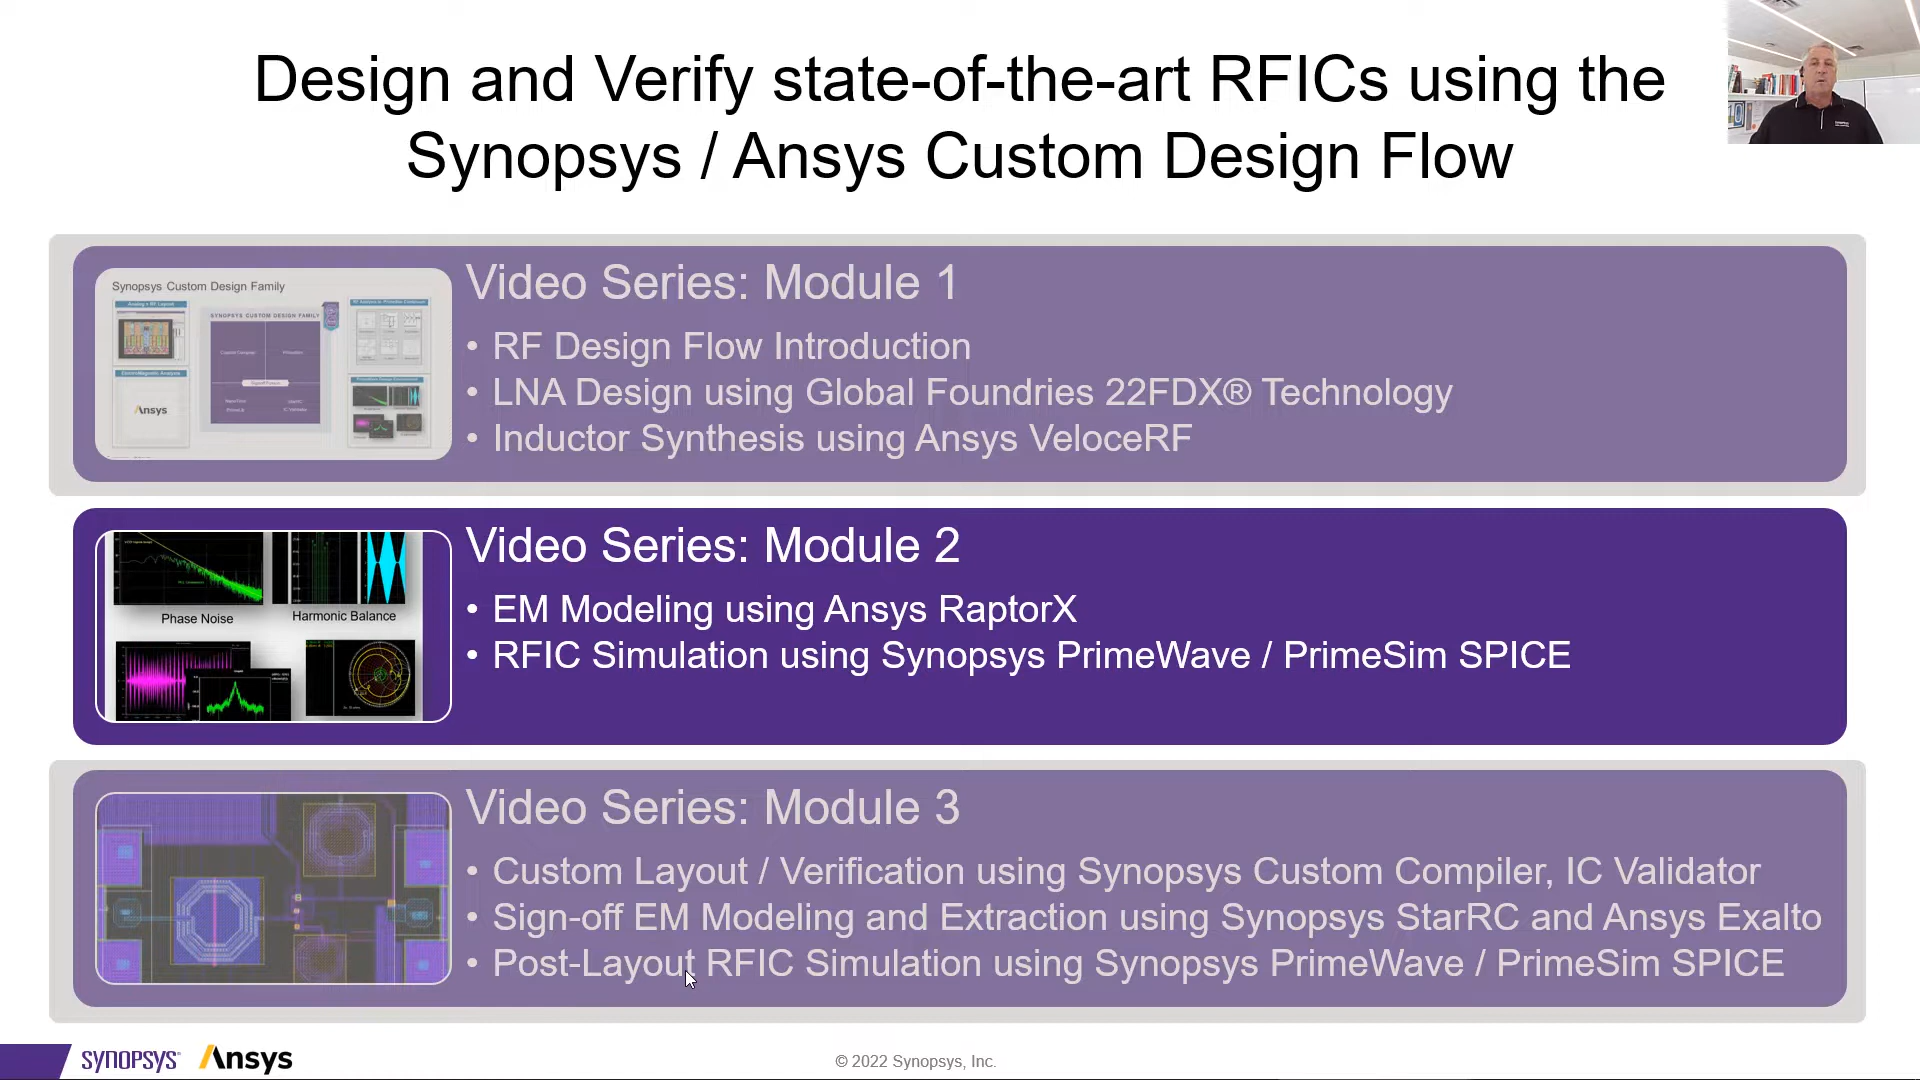 Design and Verify state-of-the-art RFICs using the
Synopsys / Ansys Custom Design Flow
Video Series: Module 1
Synopsys Custom Design Family
Analog & RF Layout
SYNOPSYS CUSTOM DESIGN FAMILY
ElectroMagnetic Analysis
Custom Compiler
PrimeSim
Ansys
IC Validator
• RF Design Flow Introduction
• LNA Design using Global Foundries 22FDX® Technology
• Inductor Synthesis using Ansys VeloceRF
Video Series: Module 2
Phase Noise
Harmonic Balance
• EM Modeling using Ansys RaptorX
• RFIC Simulation using Synopsys PrimeWave / PrimeSim SPICE
Video Series: Module 3
• Custom Layout / Verification using Synopsys Custom Compiler, IC Validator
• Sign-off EM Modeling and Extraction using Synopsys StarRC and Ansys Exalto
• Post-Layout RFIC Simulation using Synopsys PrimeWave / PrimeSim SPICE
SYNOPSYS®
Ansys
© 2022 Synopsys, Inc.